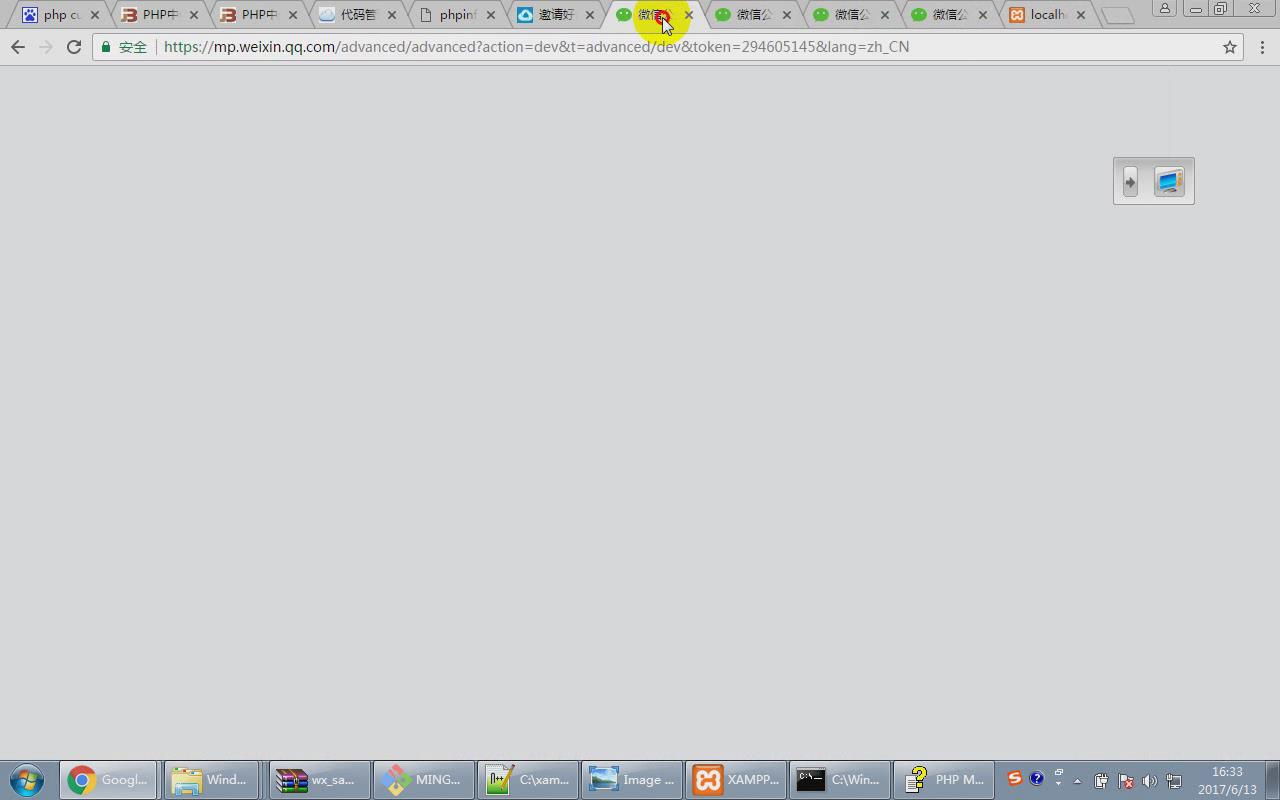 php cu
PHP中
PHP中
代码管
phpinf
邀请好
微信公
微信公
微信公
localh
安全
https://mp.weixin.qq.com/advanced/advanced?action=dev&t=advanced/dev&token=294605145&lang=zh_CN
Googl...
Wind...
wx_sa...
MING...
C:\xam...
Image ...
XAMPP...
C:\Win...
PHP M...
16:33
2017/6/13